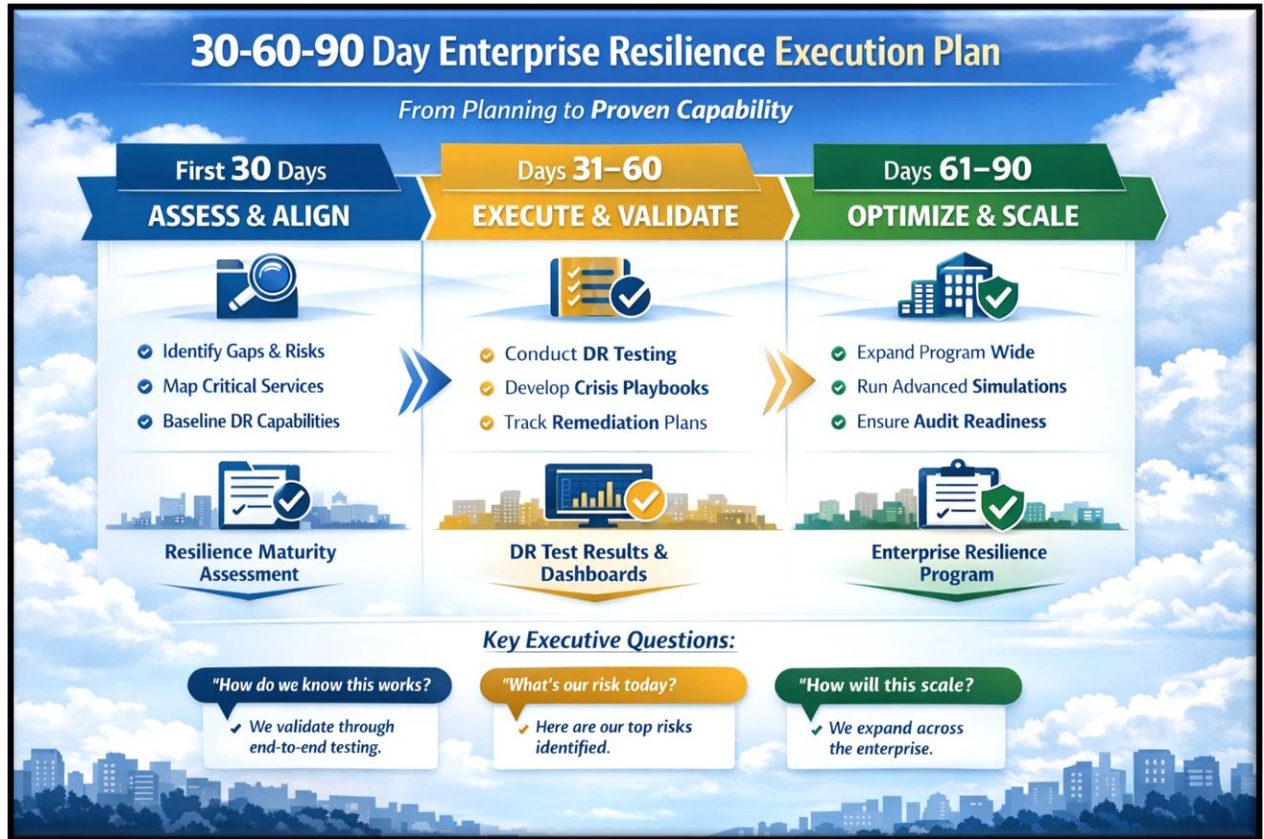 30-60-90 Day Enterprise Resilience Execution Plan
From Planning to Proven Capability
First 30 Days
ASSESS & ALIGN
Identify Gaps & Risks
Map Critical Services
Baseline DR Capabilities
Resilience Maturity
Assessment
Days 31–60
EXECUTE & VALIDATE
Conduct DR Testing
Develop Crisis Playbooks
Track Remediation Plans
DR Test Results &
Dashboards
Days 61–90
OPTIMIZE & SCALE
Expand Program Wide
Run Advanced Simulations
Ensure Audit Readiness
Enterprise Resilience
Program
Key Executive Questions:
"How do we know this works?
We validate through
end-to-end testing.
"What's our risk today?
Here are our top risks
identified.
"How will this scale?
We expand across
the enterprise.